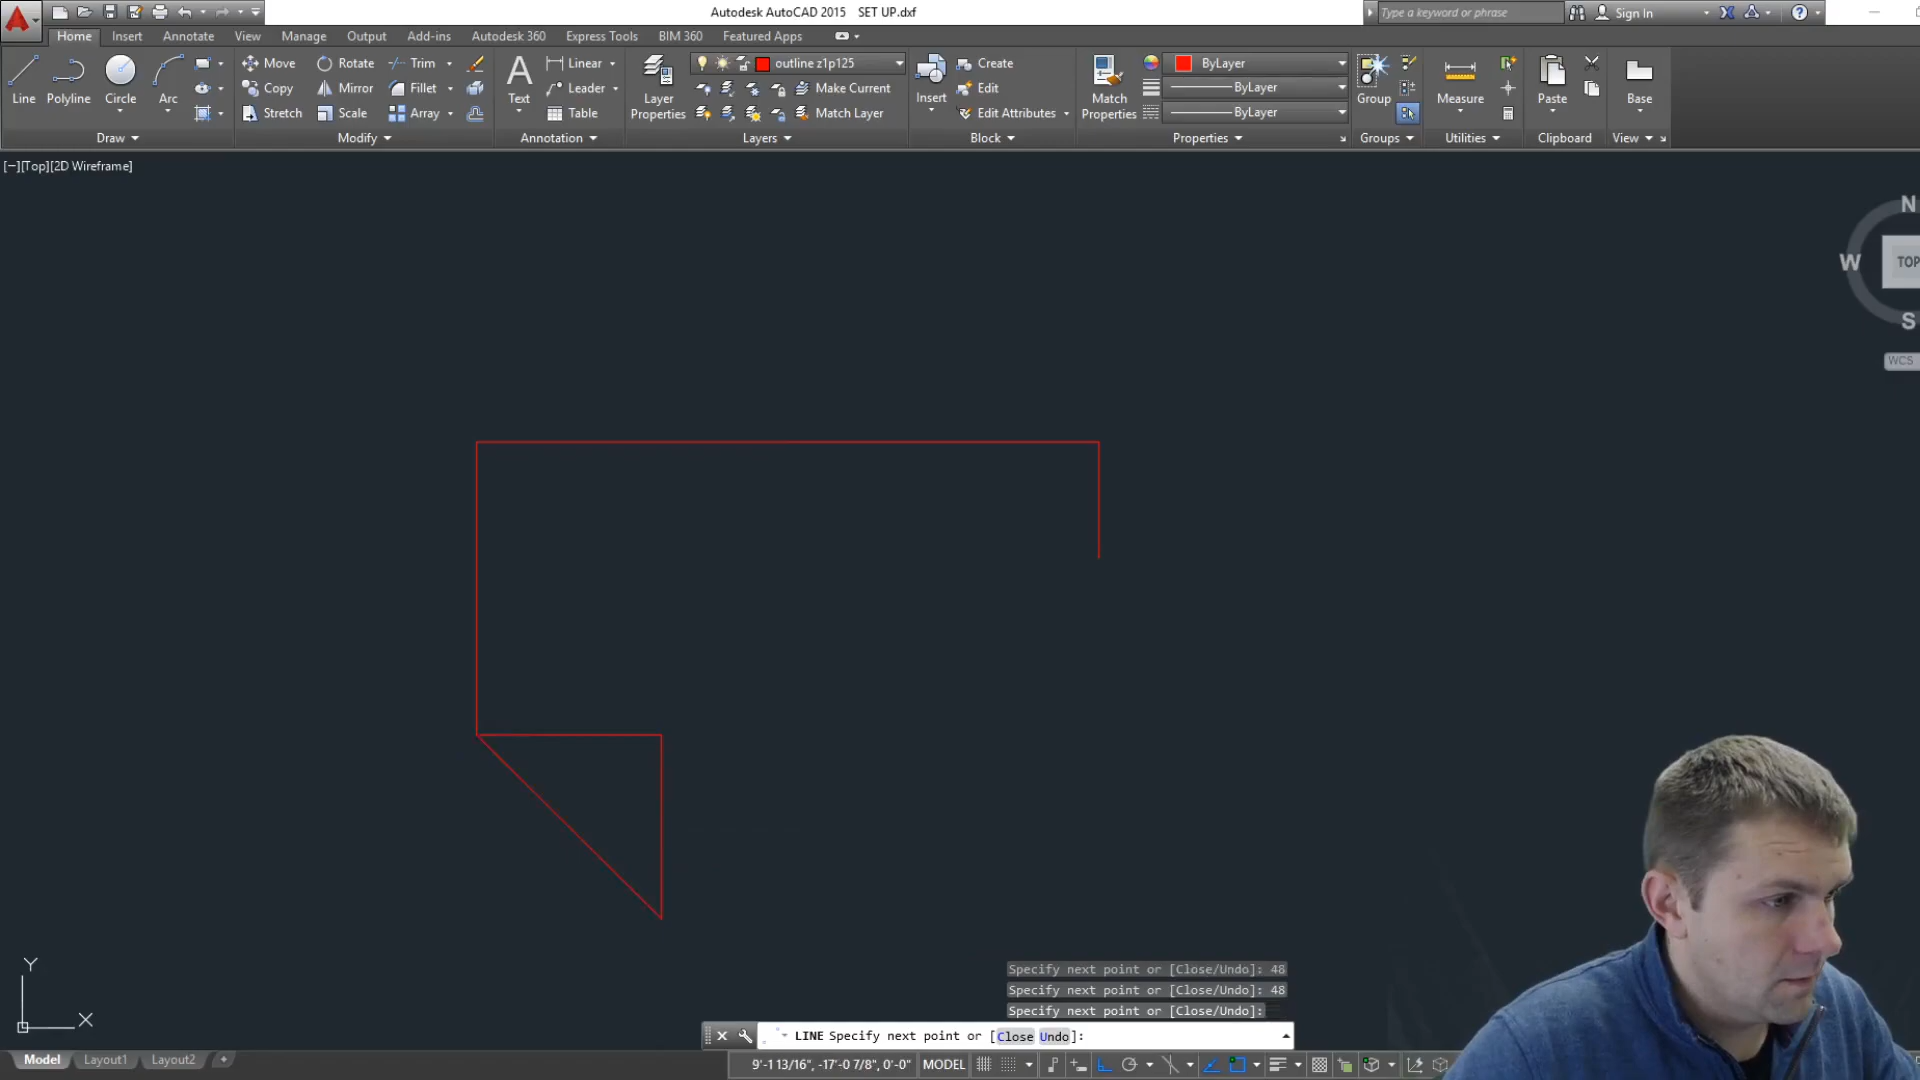 Autodesk AutoCAD 2015 SET UP.dxf
Type a keyword or phrase
Sign In
Home Insert Annotate View Manage Output Add-ins Autodesk 360 Express Tools BIM 360 Featured Apps
Line Polyline Circle Arc
Move Rotate Trim
Copy Mirror Fillet
Stretch Scale Array
Text
Linear
Leader
Table
Layer Properties
outline z1p125
Make Current
Match Layer
Insert
Create
Edit
Edit Attributes
Match Properties
ByLayer
ByLayer
ByLayer
Group
Measure
Paste
Base
Draw Modify Annotation Layers Block Properties Groups Utilities Clipboard View
[−][Top][2D Wireframe]
N
W
TOP
S
WCS
Y
X
Specify next point or [Close/Undo]: 48
Specify next point or [Close/Undo]: 48
Specify next point or [Close/Undo]:
LINE Specify next point or [Close Undo]:
Model Layout1 Layout2 +
9'-1 13/16", -17'-0 7/8", 0'-0" MODEL